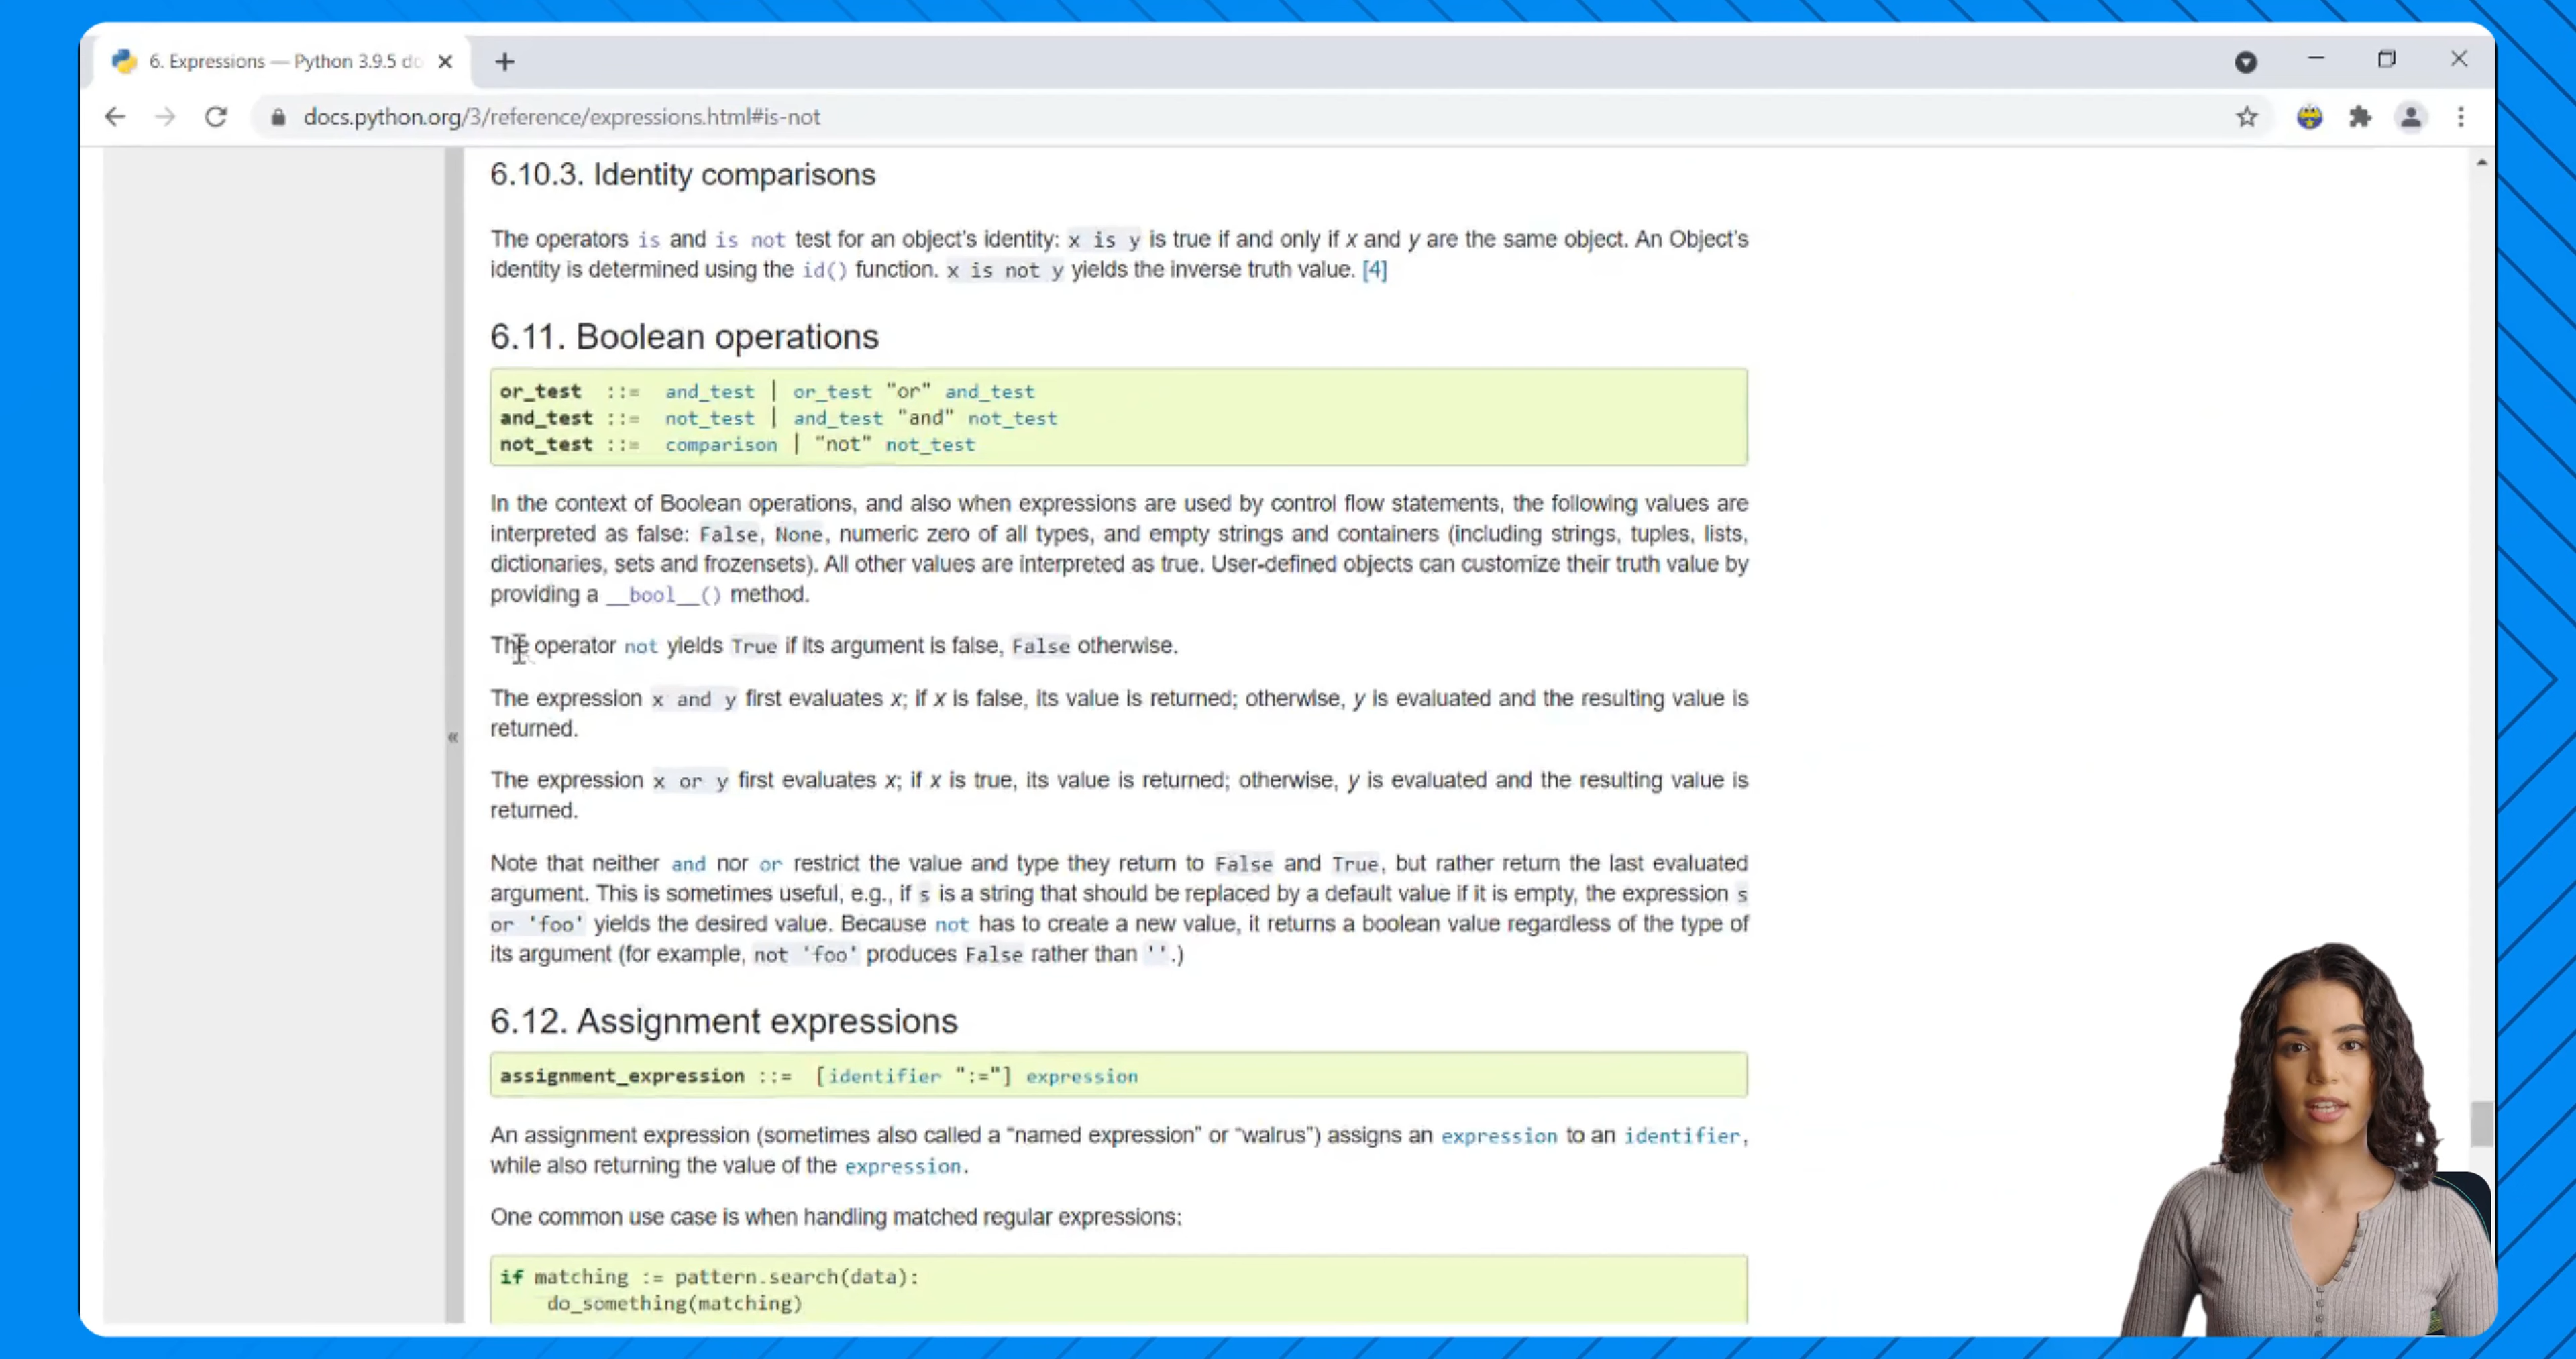 6. Expressions — Python 3.9.5 do
docs.python.org/3/reference/expressions.html#is-not
6.10.3. Identity comparisons
The operators is and is not test for an object's identity: x is y is true if and only if x and y are the same object. An Object's
identity is determined using the id() function. x is not y yields the inverse truth value. [4]
6.11. Boolean operations
or_test ::= and_test | or_test "or" and_test
and_test ::= not_test | and_test "and" not_test
not_test ::= comparison | "not" not_test
In the context of Boolean operations, and also when expressions are used by control flow statements, the following values are
interpreted as false: False, None, numeric zero of all types, and empty strings and containers (including strings, tuples, lists,
dictionaries, sets and frozensets). All other values are interpreted as true. User-defined objects can customize their truth value by
providing a __bool__() method.
The operator not yields True if its argument is false, False otherwise.
The expression x and y first evaluates x; if x is false, its value is returned; otherwise, y is evaluated and the resulting value is
returned.
The expression x or y first evaluates x; if x is true, its value is returned; otherwise, y is evaluated and the resulting value is
returned.
Note that neither and nor or restrict the value and type they return to False and True, but rather return the last evaluated
argument. This is sometimes useful, e.g., if s is a string that should be replaced by a default value if it is empty, the expression s
or 'foo' yields the desired value. Because not has to create a new value, it returns a boolean value regardless of the type of
its argument (for example, not 'foo' produces False rather than ''.)
6.12. Assignment expressions
assignment_expression ::= [identifier ":="] expression
An assignment expression (sometimes also called a “named expression” or “walrus”) assigns an expression to an identifier,
while also returning the value of the expression.
One common use case is when handling matched regular expressions:
if matching := pattern.search(data):
do_something(matching)